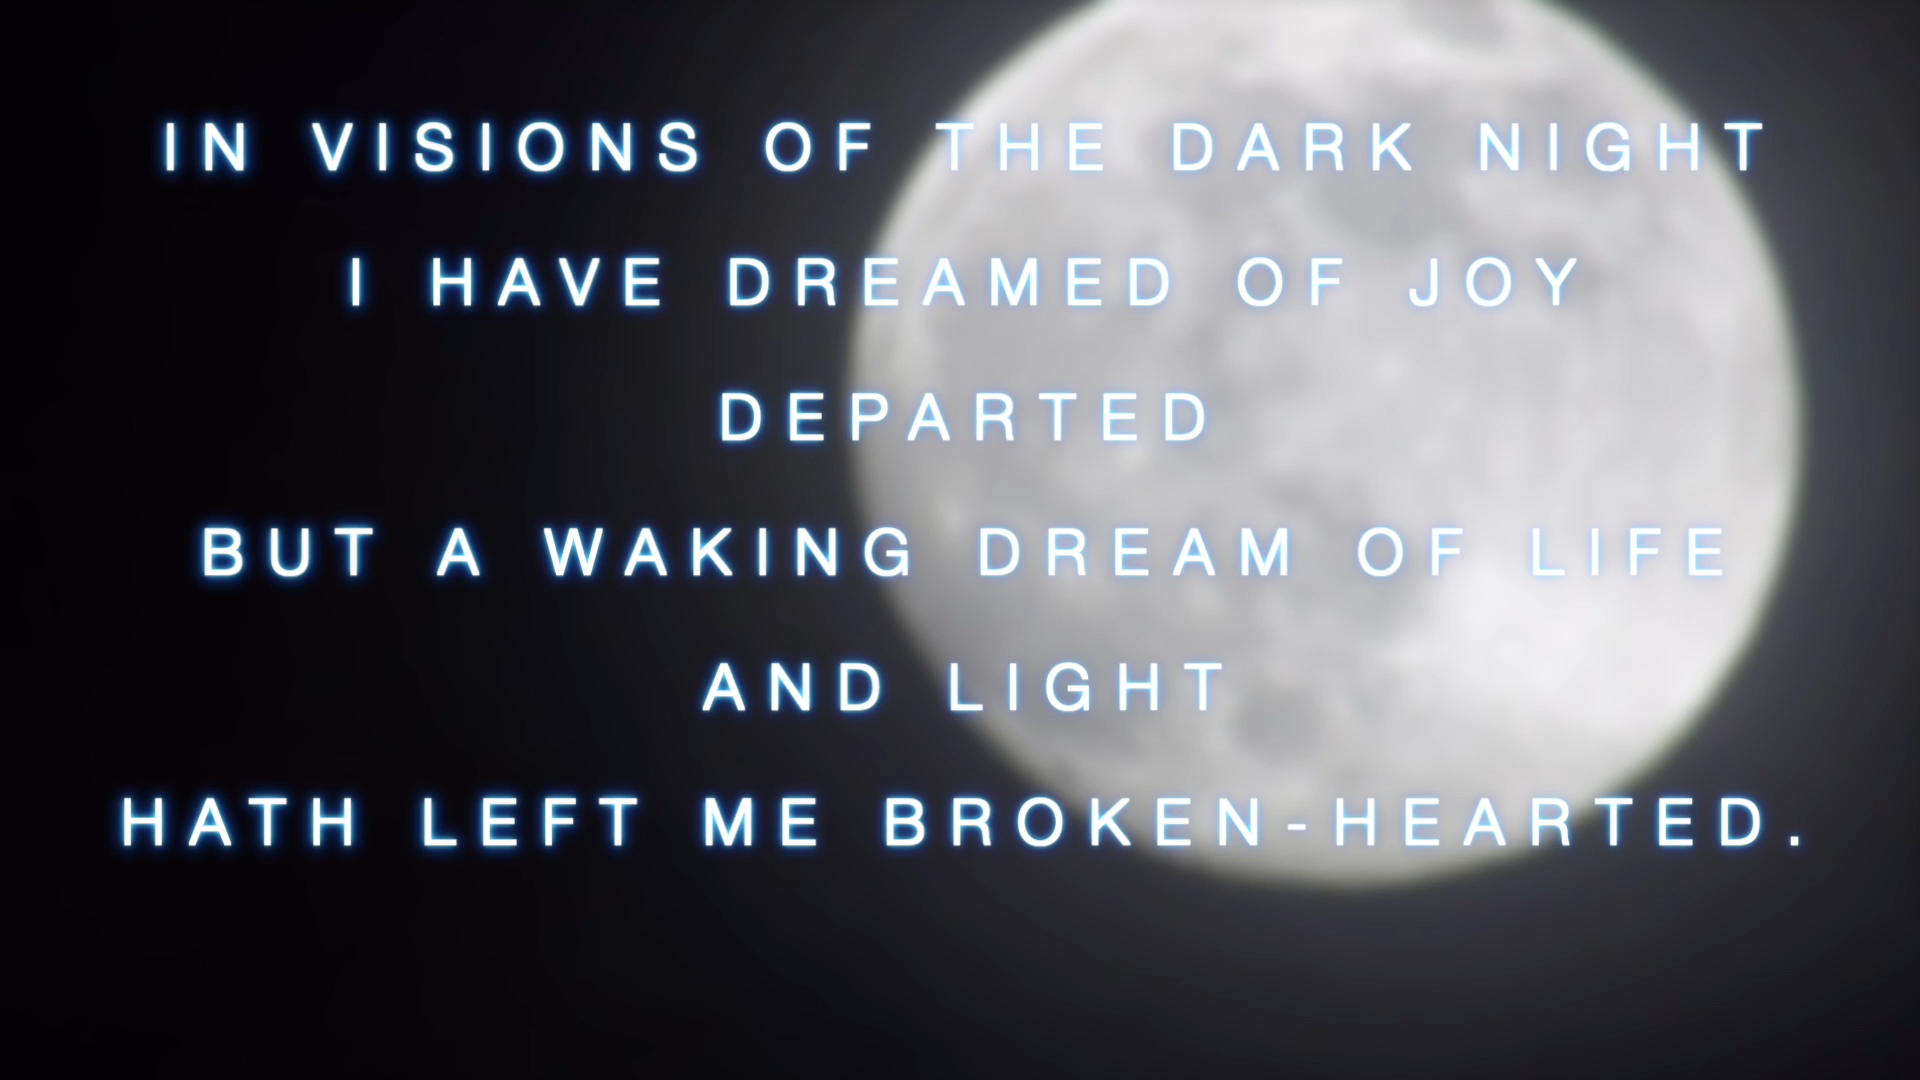 IN VISIONS OF THE DARK NIGHT
I HAVE DREAMED OF JOY
DEPARTED
BUT A WAKING DREAM OF LIFE
AND LIGHT
HATH LEFT ME BROKEN-HEARTED.